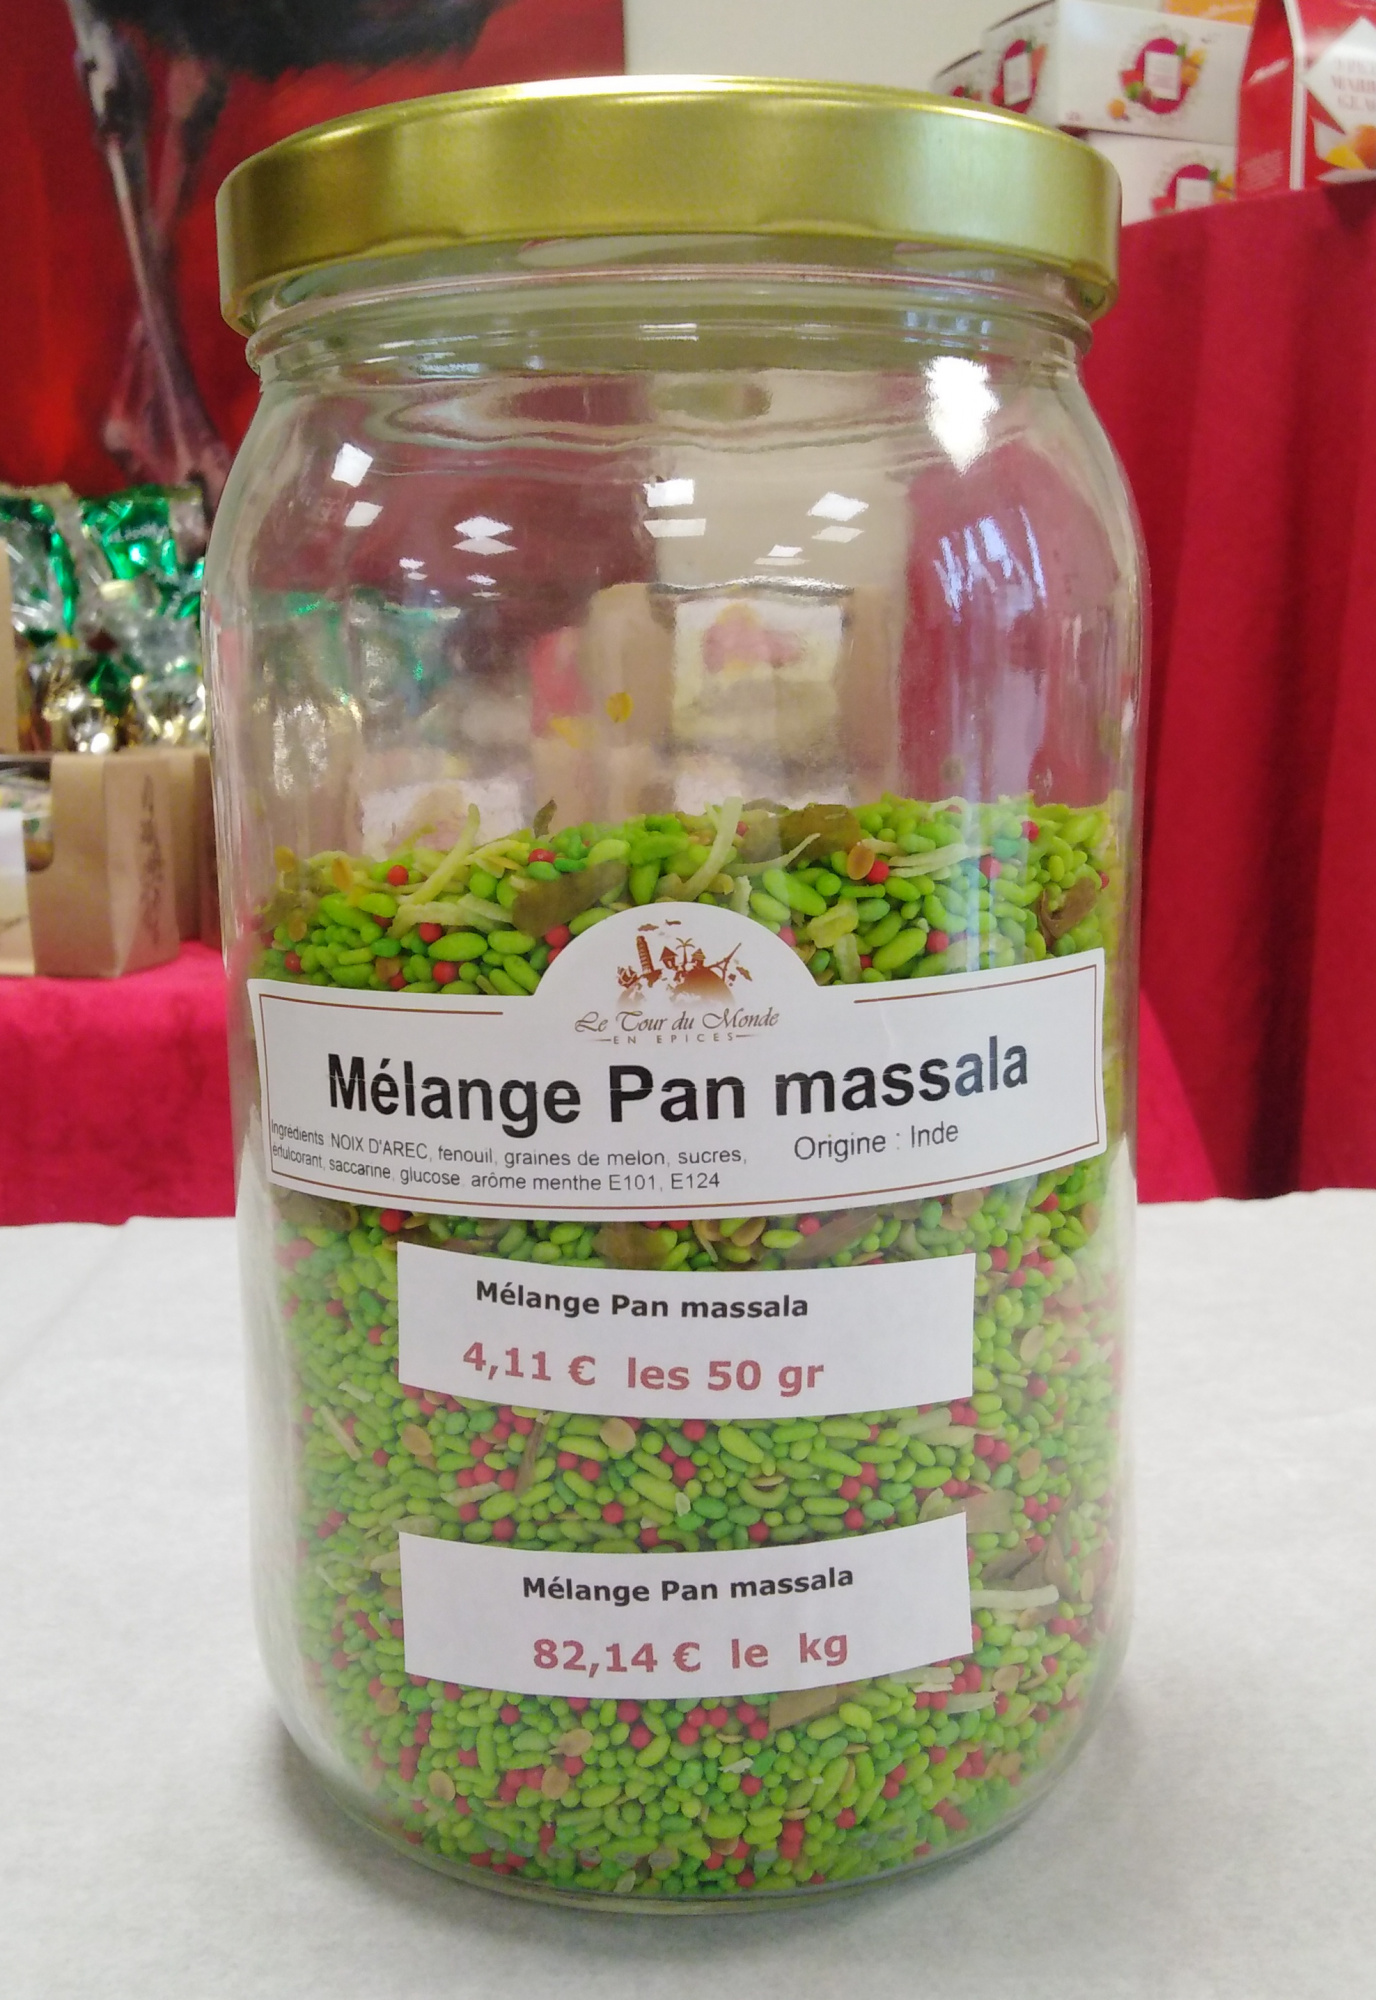 Le Tour du Monde
EN EPICES
Mélange Pan massala
Ingrédients NOIX D'AREC, fenouil, graines de melon, sucres,
édulcorant, saccarine, glucose arôme menthe E101, E124
Origine : Inde
Mélange Pan massala
4,11 € les 50 gr
Mélange Pan massala
82,14 € le kg